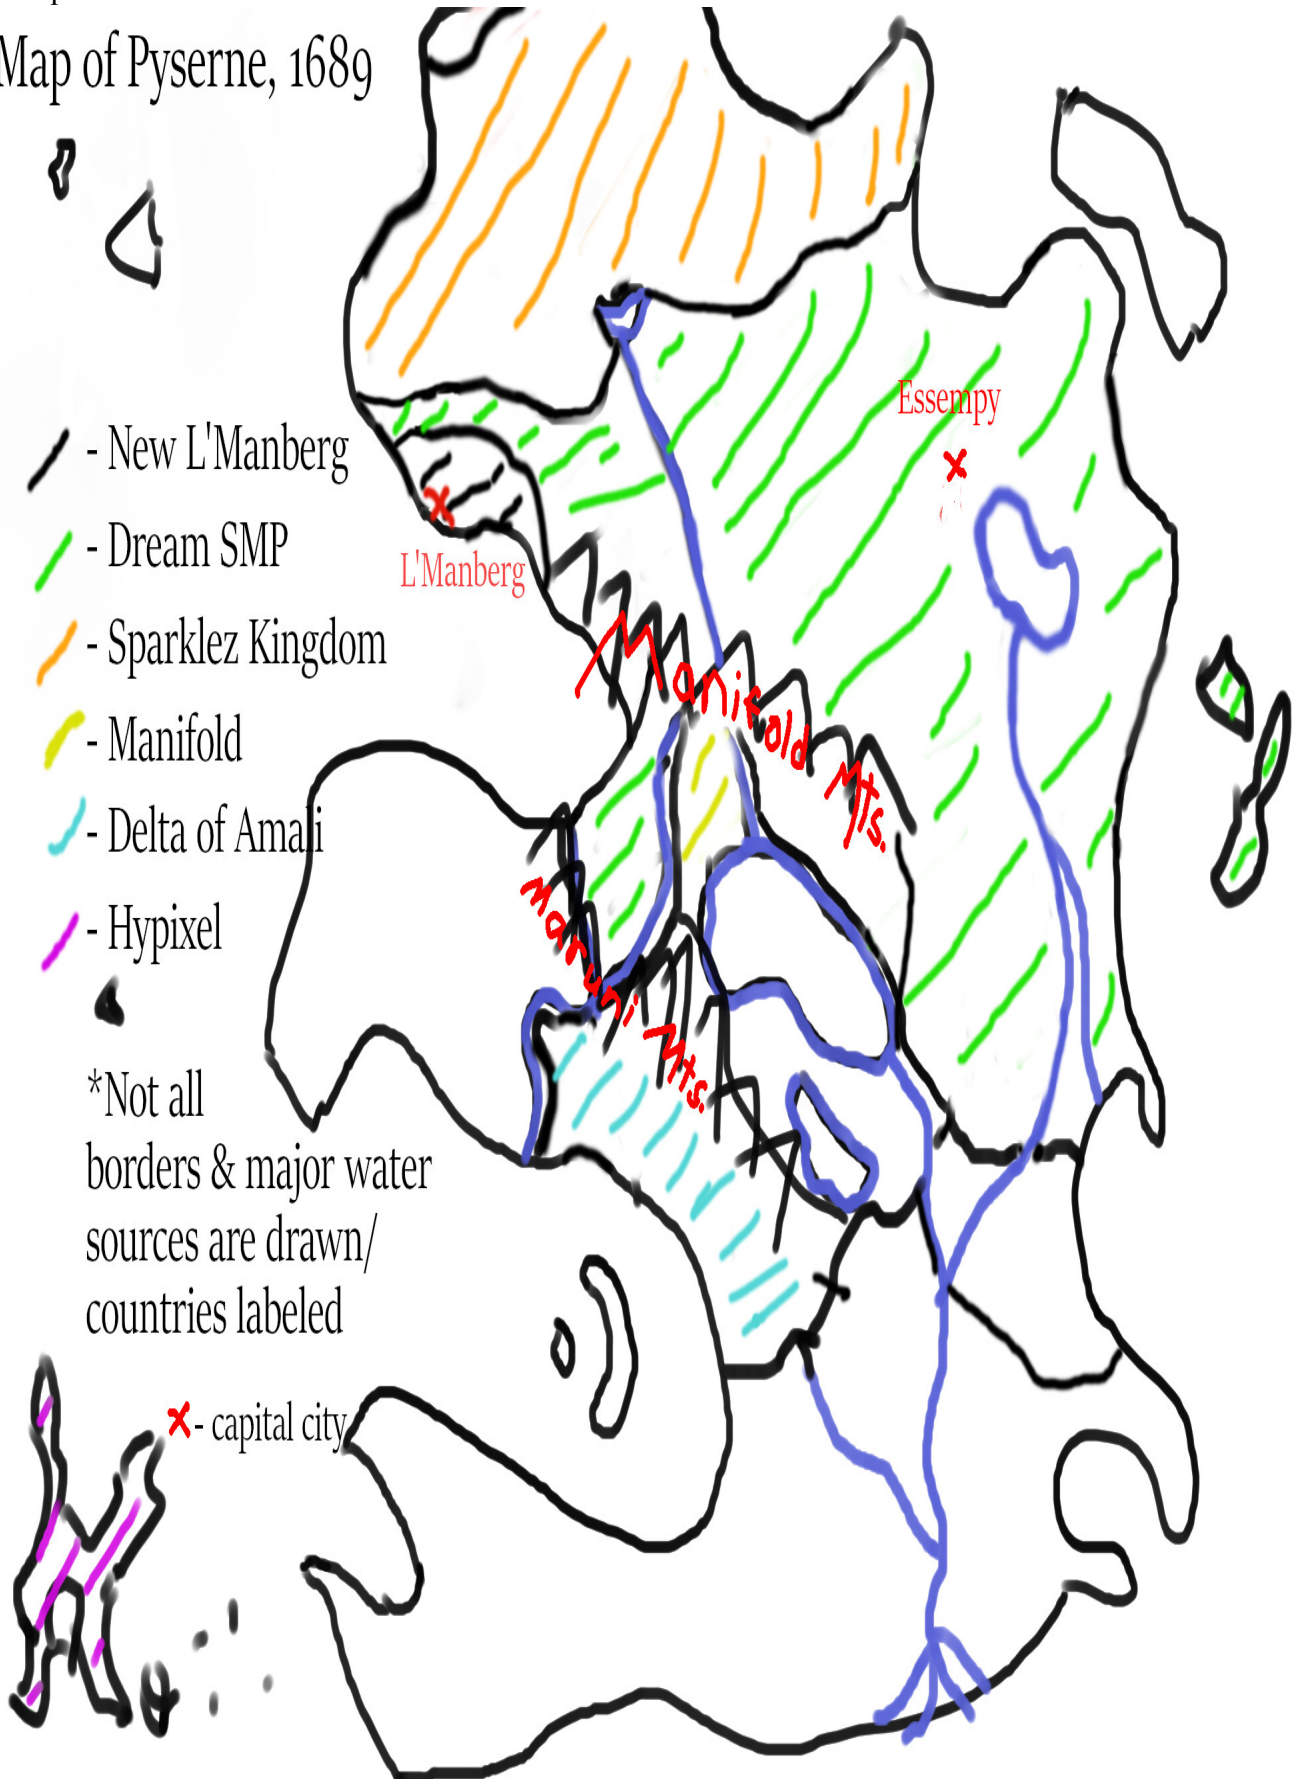 Map of Pyserne, 1689
Essempy
- New L'Manberg
- Dream SMP
L'Manberg
- Sparklez Kingdom
Manifold Mts.
- Manifold
- Delta of Amali
Maruni Mts.
- Hypixel
*Not all
borders & major water
sources are drawn/
countries labeled
x - capital city